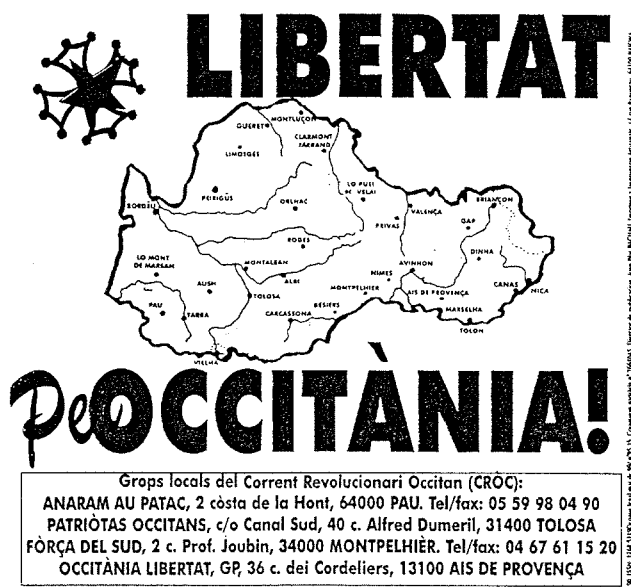 LIBERTAT
MONTLUÇON
GUERET
CLARMONT
FARRAND
LIMOTGES
LO PUEI
DE VELAI
PEIRIGÜS
BRIANÇON
ORLHAC
VALENÇA
BORDÈU
GAP
PRIVAS
RODES
DINHA
LO MONT
DE MARSAN
MONTALBAN
AVINHON
ALBI
NIMES
AUSH
CANAS
NIÇA
MONTPELHIER
AIS DE PROVENÇA
TOLOSA
PAU
BESIERS
MARSELHA
TARBA
CARCASSONA
TOLON
VIELHA
Per OCCITÀNIA!
Grops locals del Corrent Revolucionari Occitan (CRÒC):
ANARAM AU PATAC, 2 còsta de la Hont, 64000 PAU. Tel/fax: 05 59 98 04 90
PATRIÒTAS OCCITANS, c/o Canal Sud, 40 c. Alfred Dumeril, 31400 TOLOSA
FÒRÇA DEL SUD, 2 c. Prof. Joubin, 34000 MONTPELHIÈR. Tel/fax: 04 67 61 15 20
OCCITÀNIA LIBERTAT, GP, 36 c. dei Cordeliers, 13100 AIS DE PROVENÇA